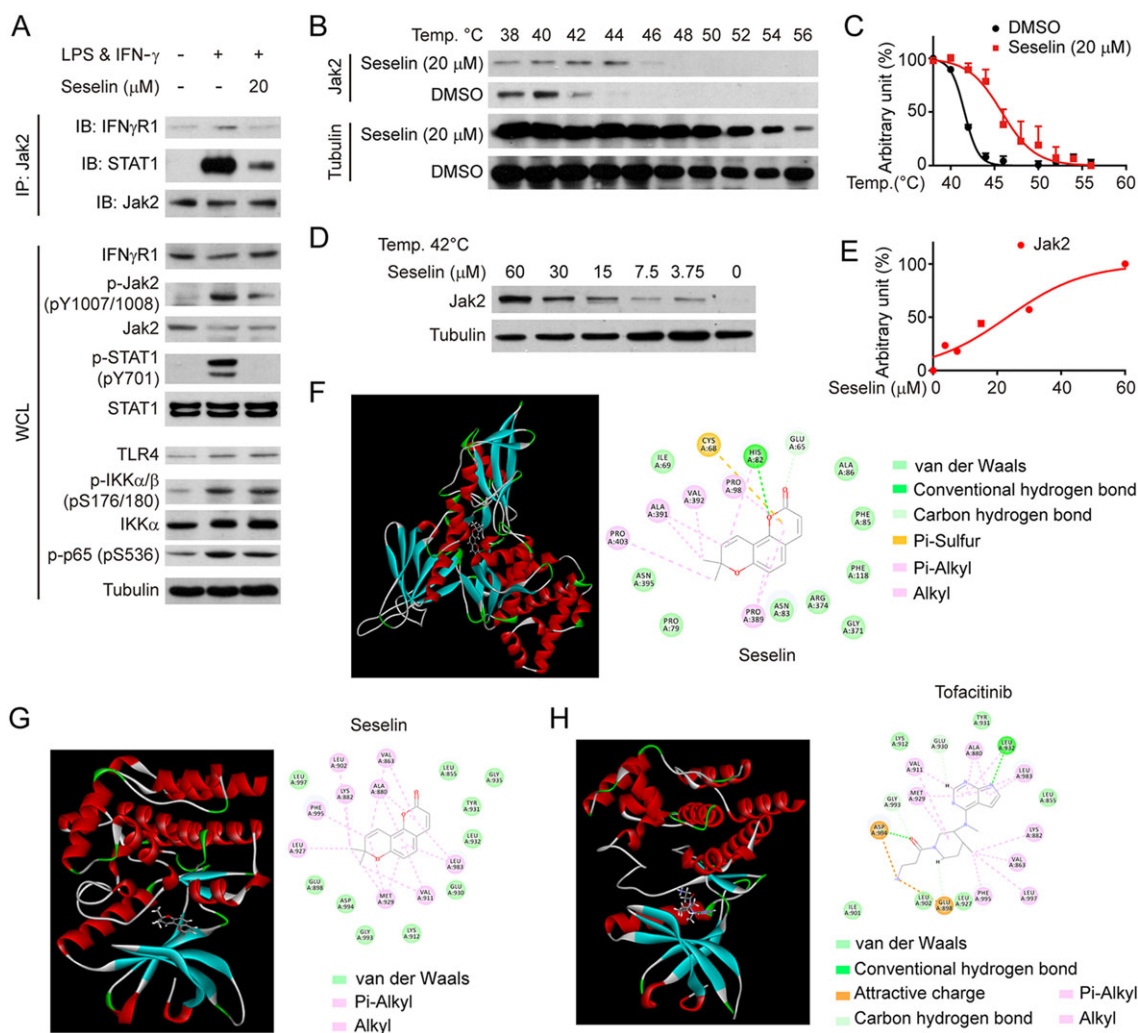 A
LPS & IFN-γ - + +
Seselin (μM) - - 20
IP: Jak2
IB: IFNγR1
IB: STAT1
IB: Jak2
WCL
IFNγR1
p-Jak2
(pY1007/1008)
Jak2
p-STAT1
(pY701)
STAT1
TLR4
p-IKKα/β
(pS176/180)
IKKα
p-p65 (pS536)
Tubulin
B
Temp. °C 38 40 42 44 46 48 50 52 54 56
Jak2
Seselin (20 μM)
DMSO
Tubulin
Seselin (20 μM)
DMSO
C
DMSO
Seselin (20 μM)
Arbitrary unit (%)
100
50
0
Temp.(°C) 40 45 50 55 60
D
Temp. 42°C
Seselin (μM) 60 30 15 7.5 3.75 0
Jak2
Tubulin
E
Jak2
Arbitrary unit (%)
100
50
0
Seselin (μM) 20 40 60
F
CYS
A:68
HIS
A:82
GLU
A:65
ILE
A:69
ALA
A:86
VAL
A:392
PRO
A:98
ALA
A:391
PHE
A:85
PRO
A:403
ASN
A:395
PHE
A:118
PRO
A:79
PRO
A:389
ASN
A:83
ARG
A:374
GLY
A:371
O
O
O
Seselin
van der Waals
Conventional hydrogen bond
Carbon hydrogen bond
Pi-Sulfur
Pi-Alkyl
Alkyl
G
Seselin
VAL
A:863
LEU
A:902
LEU
A:855
LEU
A:997
LYS
A:882
ALA
A:880
GLY
A:935
PHE
A:995
TYR
A:931
LEU
A:927
LEU
A:932
LEU
A:983
GLU
A:898
ASP
A:994
MET
A:929
VAL
A:911
GLU
A:930
GLY
A:993
LYS
A:912
van der Waals
Pi-Alkyl
Alkyl
H
Tofacitinib
TYR
A:931
LYS
A:912
GLU
A:930
ALA
A:880
LEU
A:932
VAL
A:911
LEU
A:983
MET
A:929
GLY
A:993
LEU
A:855
ASP
A:994
LYS
A:882
VAL
A:863
LEU
A:902
GLU
A:898
LEU
A:927
PHE
A:995
LEU
A:997
ILE
A:901
van der Waals
Conventional hydrogen bond
Attractive charge
Carbon hydrogen bond
Pi-Alkyl
Alkyl